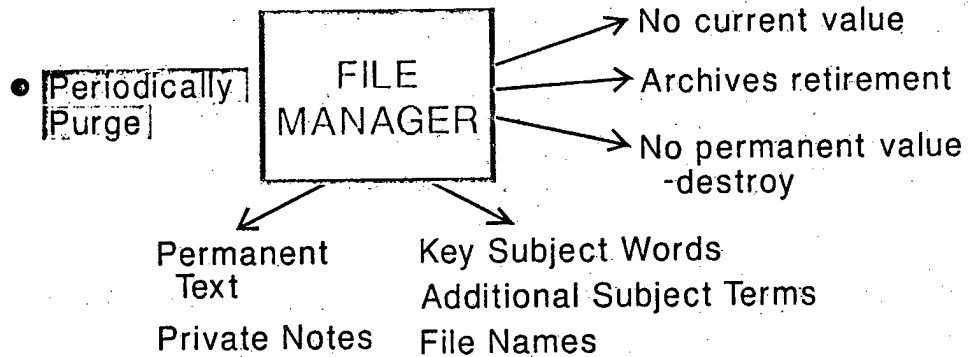 ● Periodically
Purge
FILE
MANAGER
No current value
Archives retirement
No permanent value
-destroy
Permanent
Text
Private Notes
Key Subject Words
Additional Subject Terms
File Names